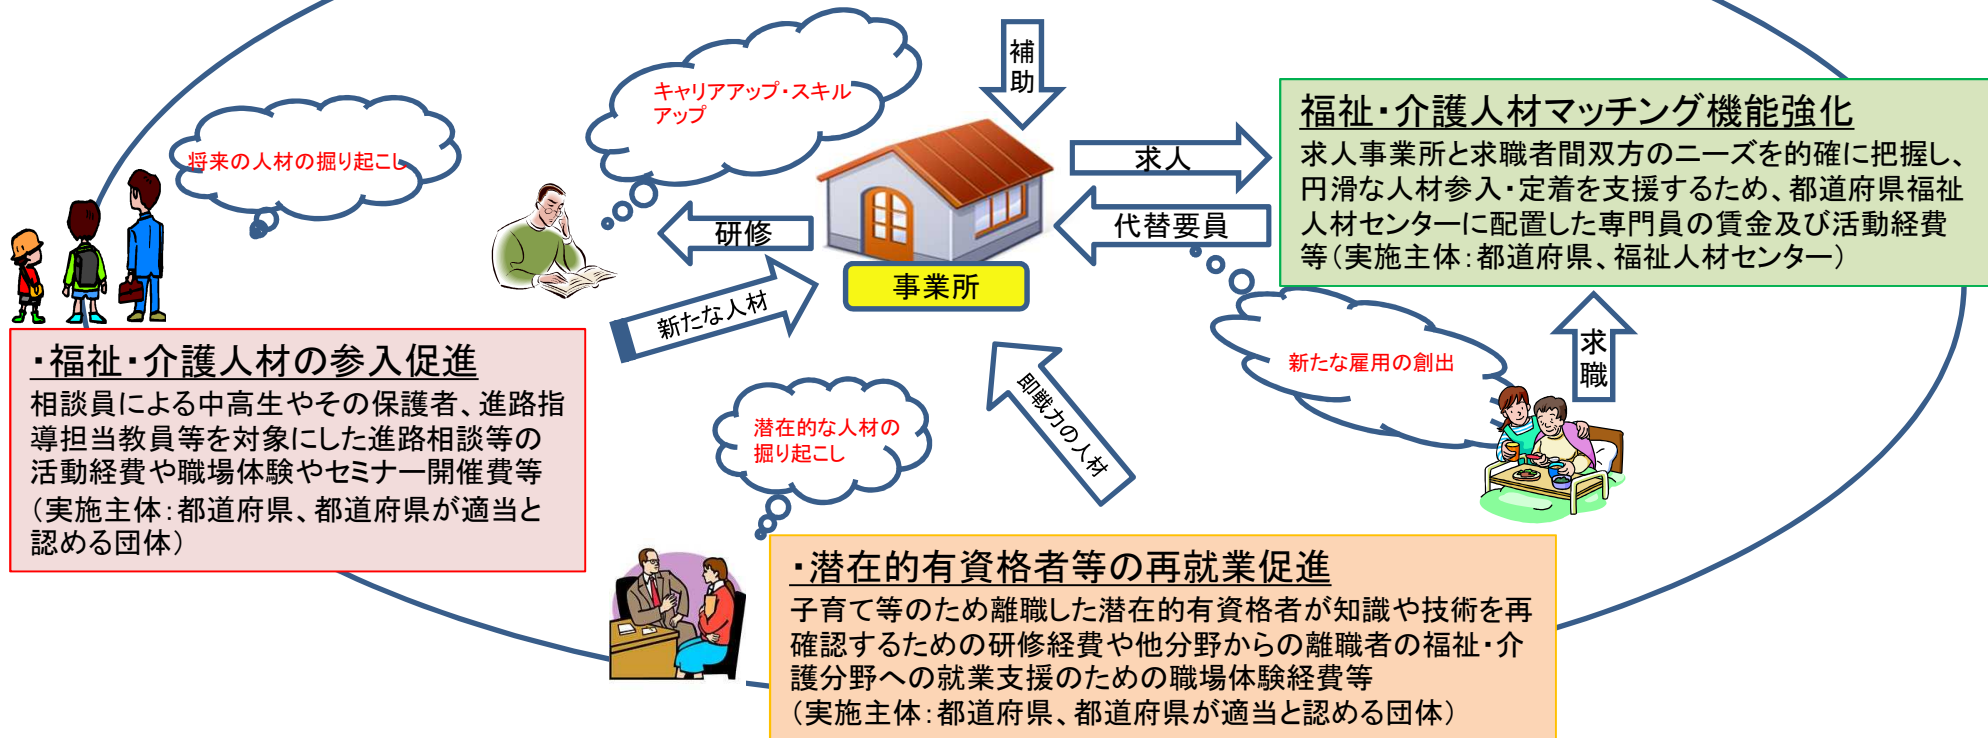 補
助
キャリアアップ・スキル
アップ
将来の人材の掘り起こし
求人
代替要員
研修
事業所
新たな人材
福祉・介護人材マッチング機能強化
求人事業所と求職者間双方のニーズを的確に把握し、
円滑な人材参入・定着を支援するため、都道府県福祉
人材センターに配置した専門員の賃金及び活動経費
等(実施主体:都道府県、福祉人材センター)
・福祉・介護人材の参入促進
相談員による中高生やその保護者、進路指
導担当教員等を対象にした進路相談等の
活動経費や職場体験やセミナー開催費等
(実施主体:都道府県、都道府県が適当と
認める団体)
新たな雇用の創出
求
職
即戦力の人材
潜在的な人材の
掘り起こし
・潜在的有資格者等の再就業促進
子育て等のため離職した潜在的有資格者が知識や技術を再
確認するための研修経費や他分野からの離職者の福祉・介
護分野への就業支援のための職場体験経費等
(実施主体:都道府県、都道府県が適当と認める団体)